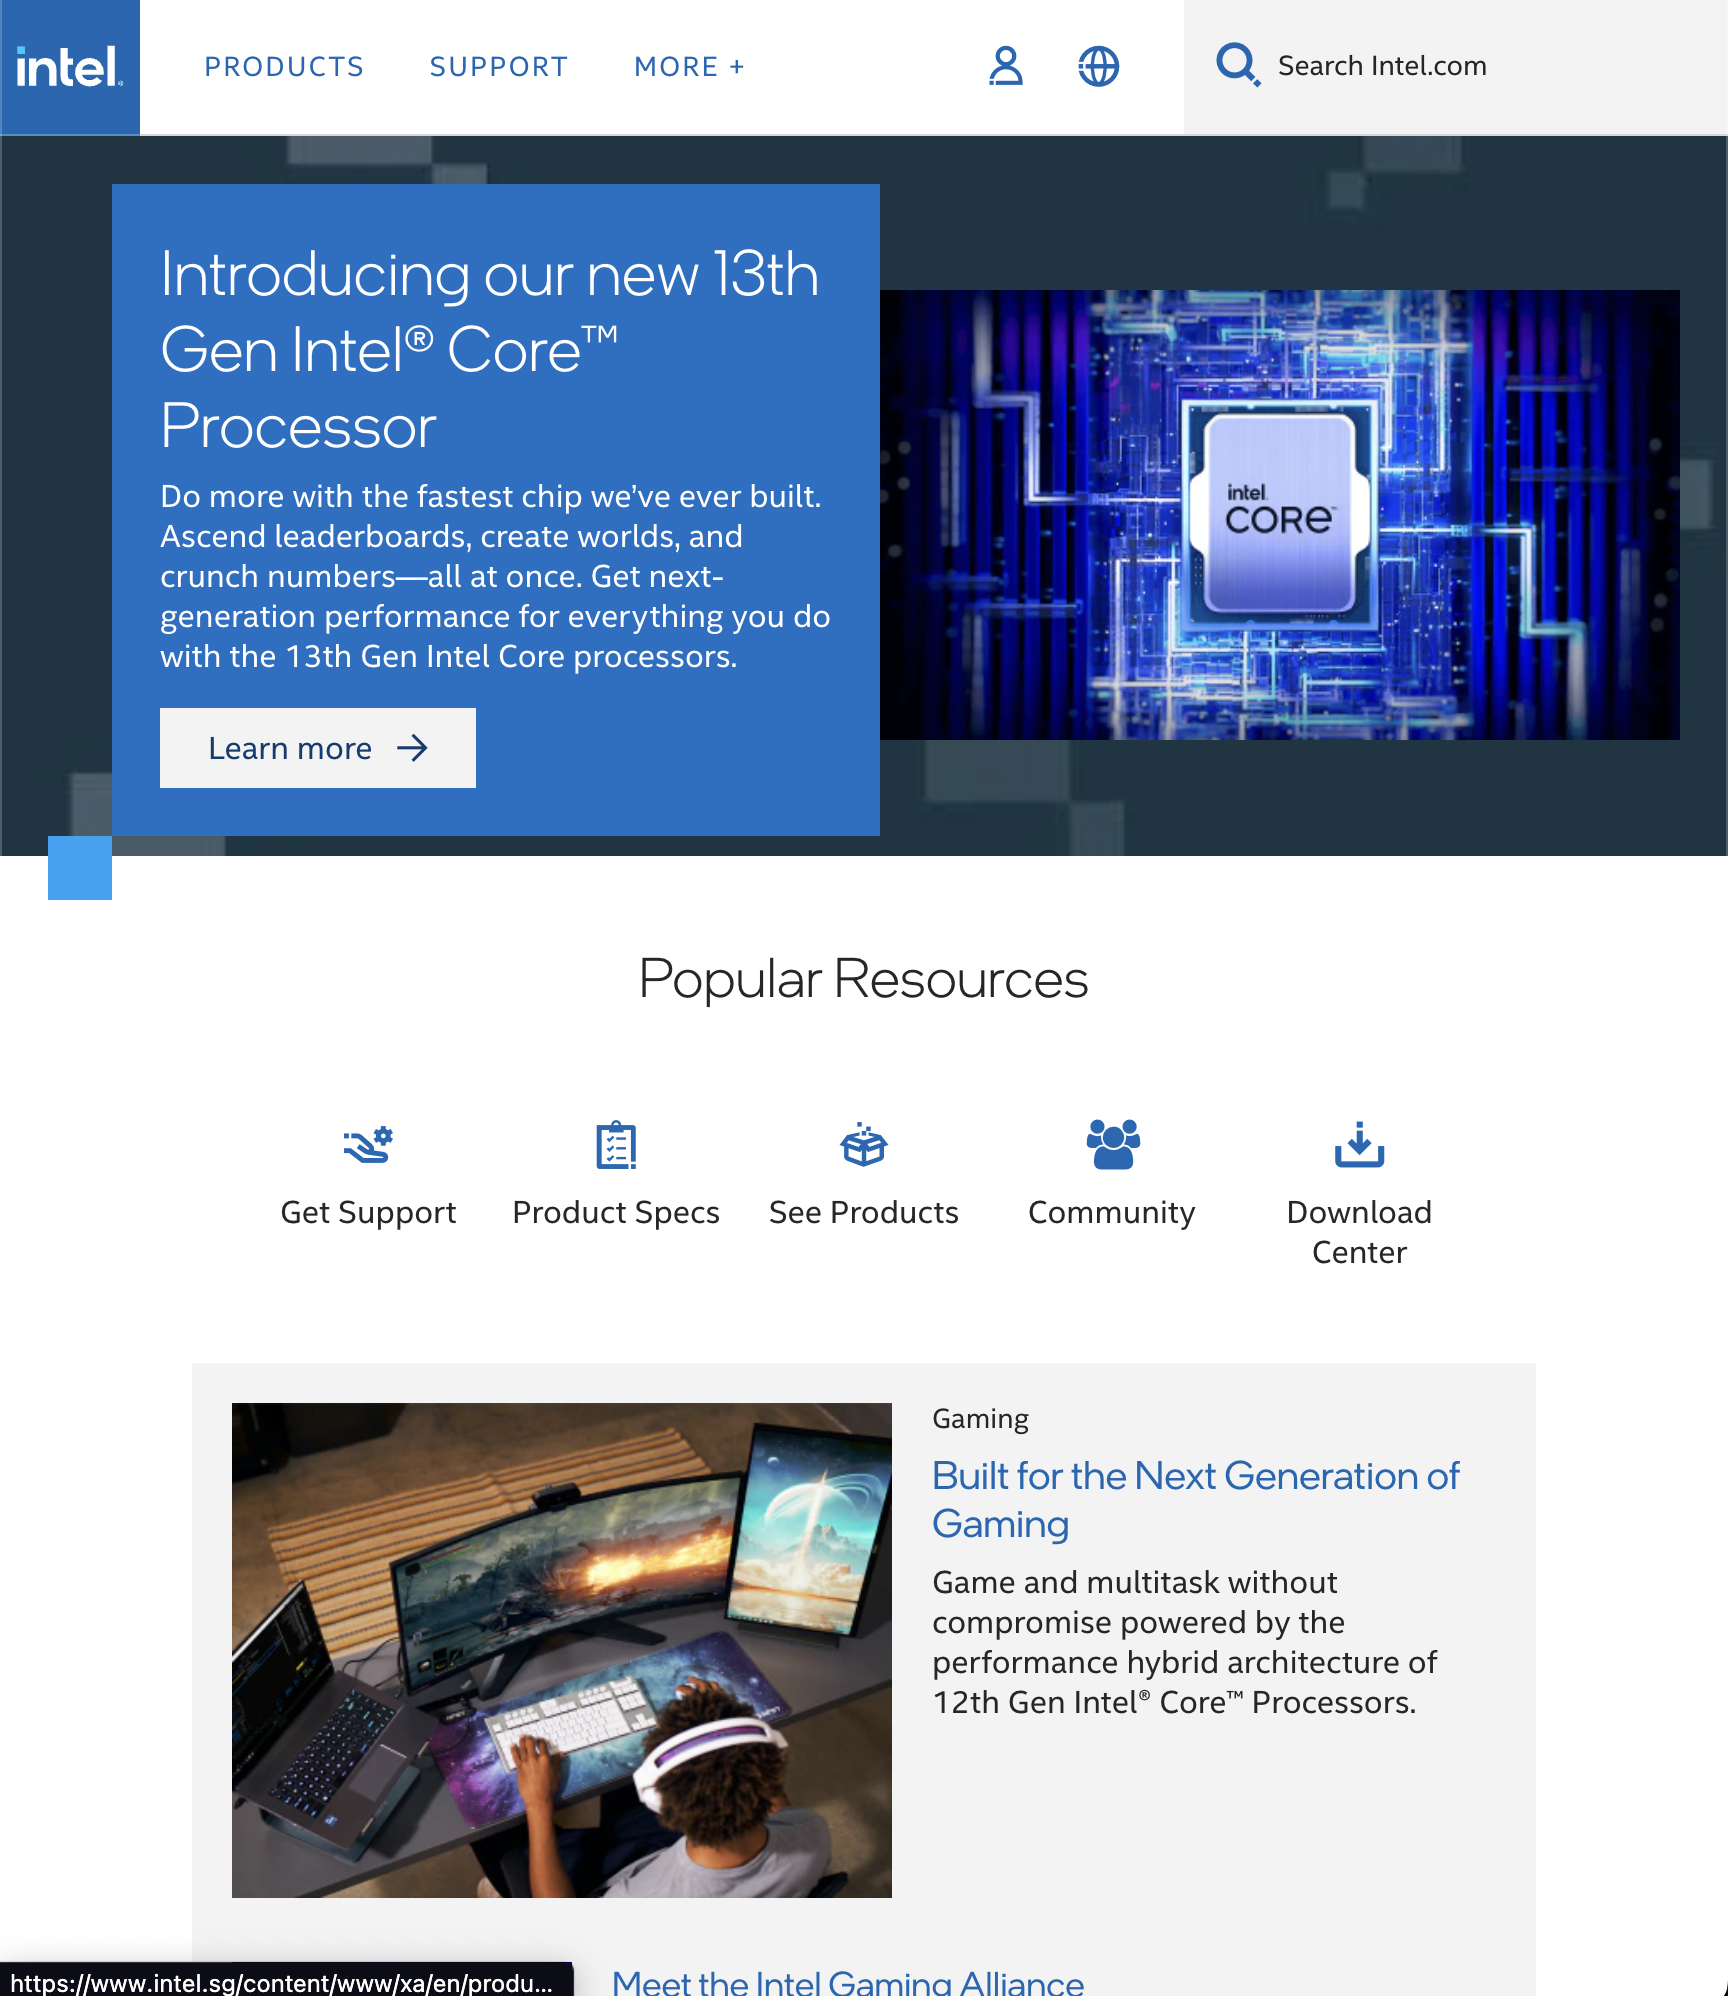 intel.
PRODUCTS
SUPPORT
MORE +
Search Intel.com
Introducing our new 13th
Gen Intel® Core™
Processor
Do more with the fastest chip we’ve ever built.
Ascend leaderboards, create worlds, and
crunch numbers—all at once. Get next-
generation performance for everything you do
with the 13th Gen Intel Core processors.
Learn more
intel
CORE™
Popular Resources
Get Support
Product Specs
See Products
Community
Download
Center
Gaming
Built for the Next Generation of
Gaming
Game and multitask without
compromise powered by the
performance hybrid architecture of
12th Gen Intel® Core™ Processors.
https://www.intel.sg/content/www/xa/en/produ...
Meet the Intel Gaming Alliance